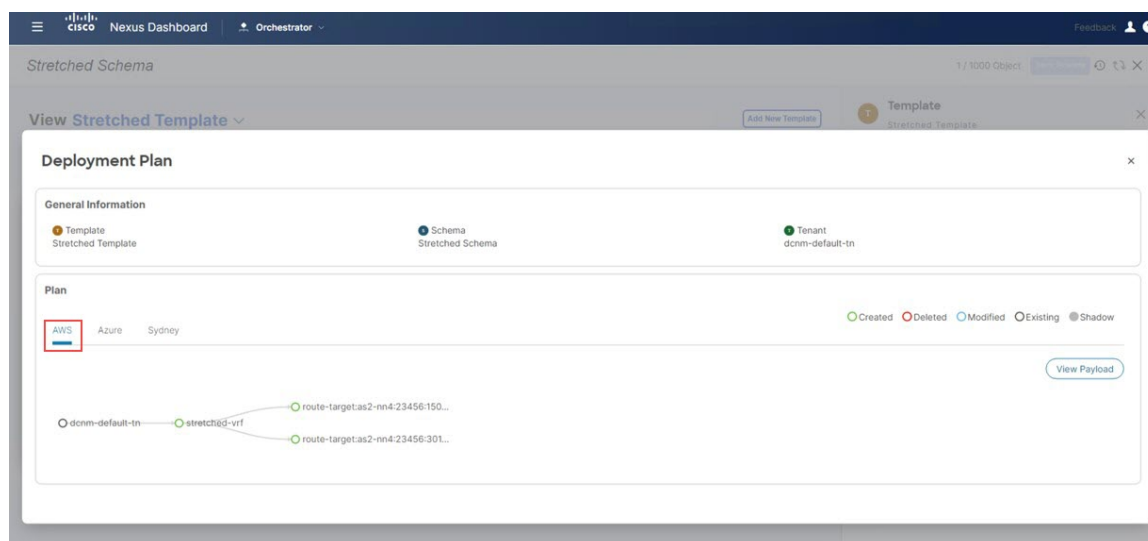 cisco Nexus Dashboard Orchestrator Feedback
Stretched Schema 1 / 1000 Object
View Stretched Template Add New Template Template
Stretched Template
Deployment Plan
General Information
Template Schema Tenant
Stretched Template Stretched Schema dcnm-default-tn
Plan
AWS Azure Sydney Created Deleted Modified Existing Shadow
View Payload
route-target:as2-nn4:23456:150...
dcnm-default-tn stretched-vrf
route-target:as2-nn4:23456:301...